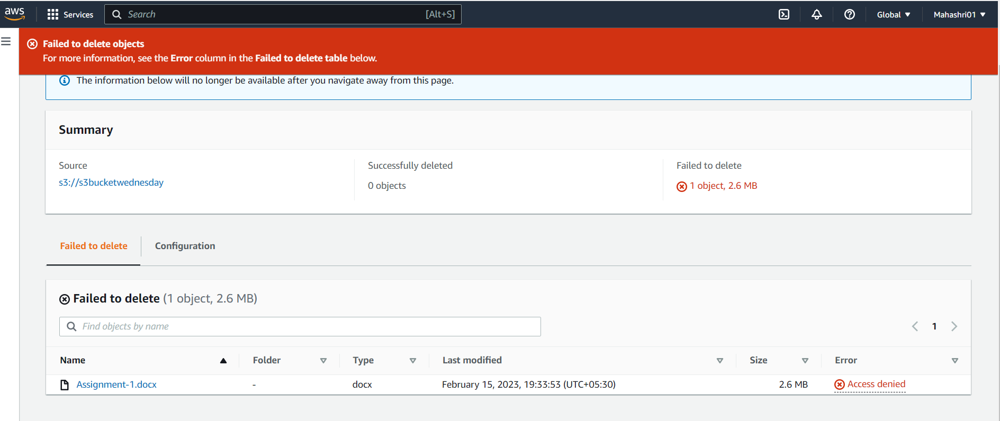 aws
Services
Search
[Alt+S]
Global
Mahashri01
Failed to delete objects
For more information, see the Error column in the Failed to delete table below.
The information below will no longer be available after you navigate away from this page.
Summary
Source
s3://s3bucketwednesday
Successfully deleted
0 objects
Failed to delete
1 object, 2.6 MB
Failed to delete
Configuration
Failed to delete (1 object, 2.6 MB)
Find objects by name
1
Name
Folder
Type
Last modified
Size
Error
Assignment-1.docx
-
docx
February 15, 2023, 19:33:53 (UTC+05:30)
2.6 MB
Access denied